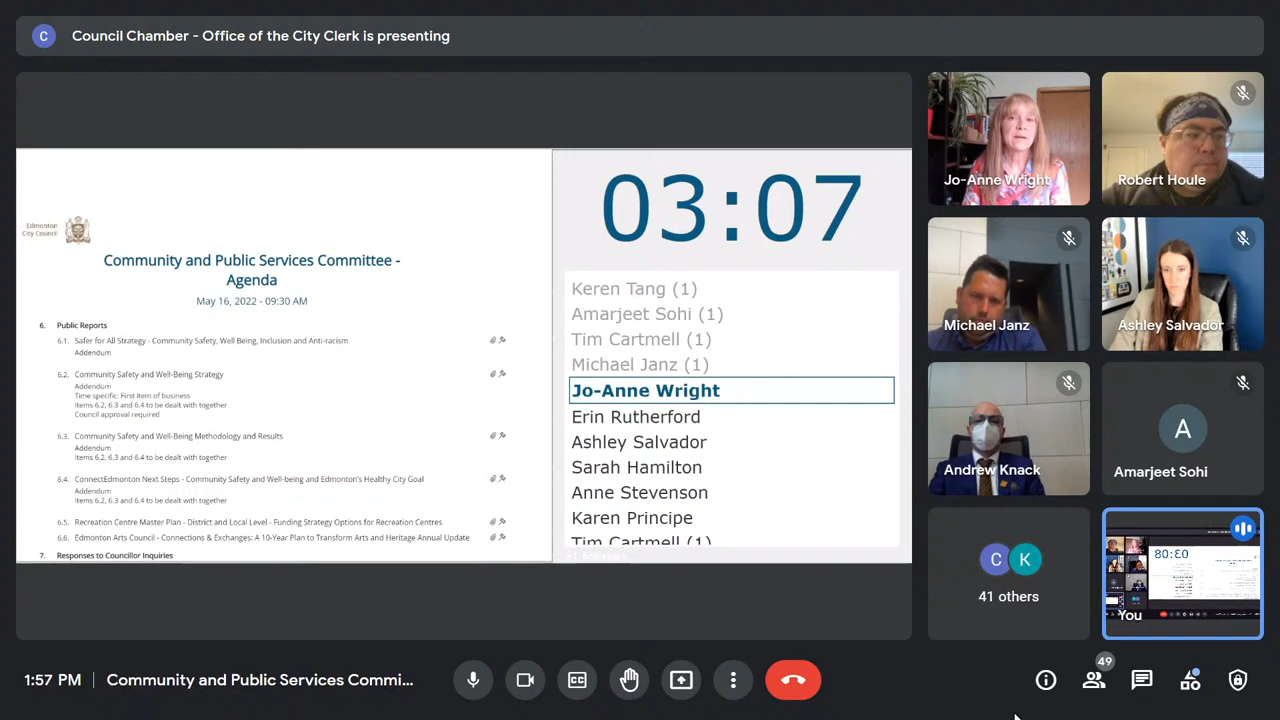 C
Council Chamber - Office of the City Clerk is presenting
Edmonton
City Council
Community and Public Services Committee -
Agenda
May 16, 2022 - 09:30 AM
6. Public Reports
6.1. Safer for All Strategy - Community Safety, Well Being, Inclusion and Anti-racism
Addendum
6.2. Community Safety and Well-Being Strategy
Addendum
Time specific: First item of business
Items 6.2, 6.3 and 6.4 to be dealt with together
Council approval required
6.3. Community Safety and Well-Being Methodology and Results
Addendum
Items 6.2, 6.3 and 6.4 to be dealt with together
6.4. ConnectEdmonton Next Steps - Community Safety and Well-being and Edmonton's Healthy City Goal
Addendum
Items 6.2, 6.3 and 6.4 to be dealt with together
6.5. Recreation Centre Master Plan - District and Local Level - Funding Strategy Options for Recreation Centres
6.6. Edmonton Arts Council - Connections & Exchanges: A 10-Year Plan to Transform Arts and Heritage Annual Update
7. Responses to Councillor Inquiries
03:07
Keren Tang (1)
Amarjeet Sohi (1)
Tim Cartmell (1)
Michael Janz (1)
Jo-Anne Wright
Erin Rutherford
Ashley Salvador
Sarah Hamilton
Anne Stevenson
Karen Principe
Tim Cartmell (1)
Jo-Anne Wright
Robert Houle
Michael Janz
Ashley Salvador
Andrew Knack
A
Amarjeet Sohi
C K
41 others
03:08
You
1:57 PM | Community and Public Services Commi...
CC
49